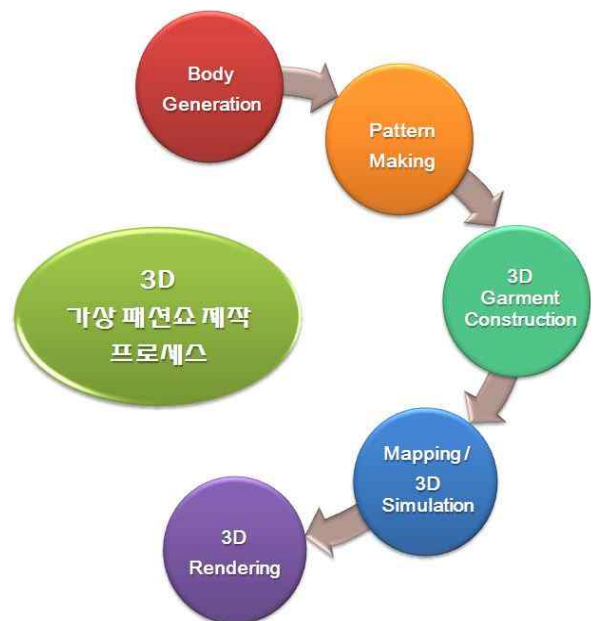 Body
Generation
Pattern
Making
3D
Garment
Construction
3D
가상 패션쇼 제작
프로세스
Mapping /
3D
Simulation
3D
Rendering